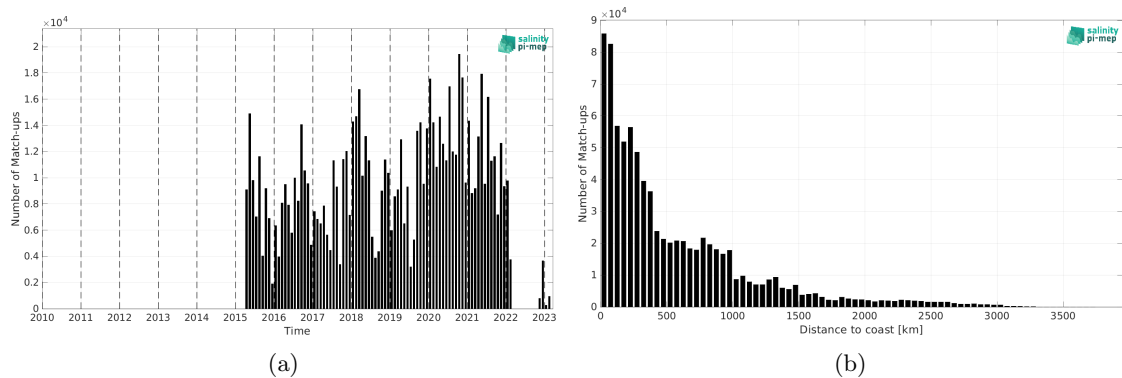 ×10⁴
2
1.8
1.6
1.4
1.2
1
0.8
0.6
0.4
0.2
0
Number of Match-ups
2010 2011 2012 2013 2014 2015 2016 2017 2018 2019 2020 2021 2022 2023
Time
salinity
pi-mep
(a)
9 ×10⁴
8
7
6
5
4
3
2
1
0
Number of Match-ups
0 500 1000 1500 2000 2500 3000 3500
Distance to coast [km]
salinity
pi-mep
(b)